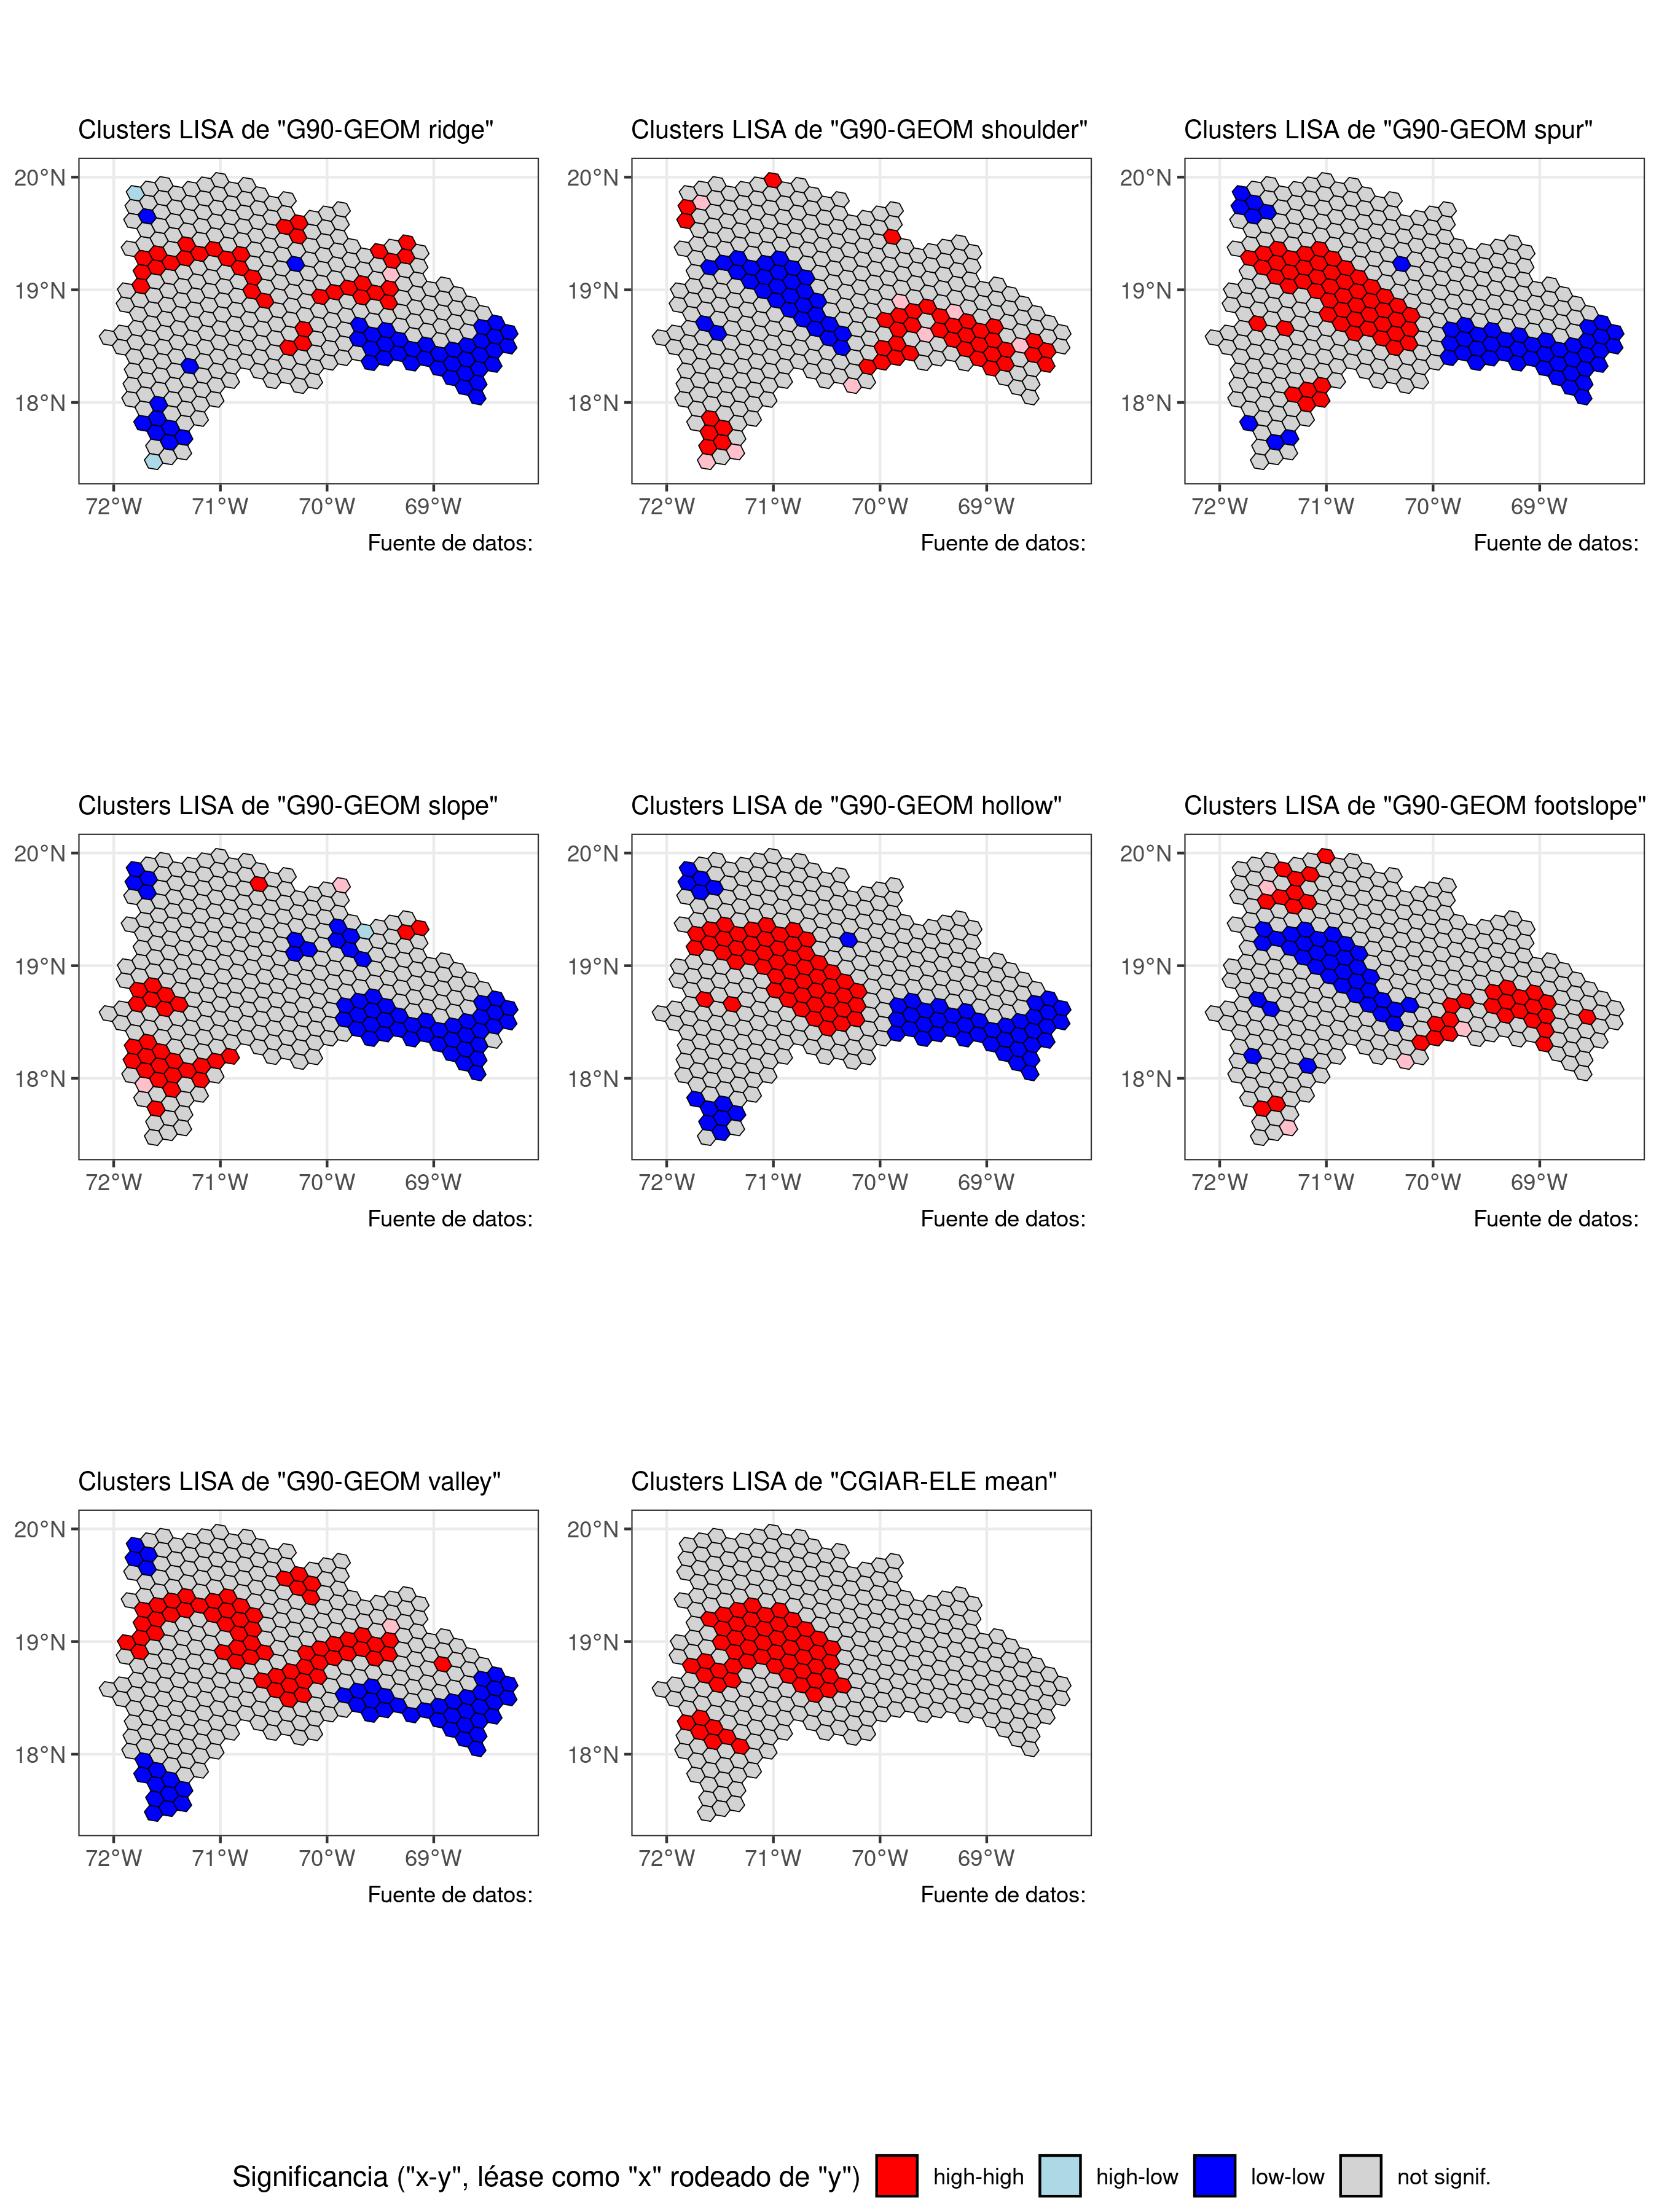 Clusters LISA de "G90-GEOM ridge"
Clusters LISA de "G90-GEOM shoulder"
Clusters LISA de "G90-GEOM spur"
20°N
19°N
18°N
72°W 71°W 70°W 69°W
Fuente de datos:
20°N
19°N
18°N
72°W 71°W 70°W 69°W
Fuente de datos:
20°N
19°N
18°N
72°W 71°W 70°W 69°W
Fuente de datos:
Clusters LISA de "G90-GEOM slope"
Clusters LISA de "G90-GEOM hollow"
Clusters LISA de "G90-GEOM footslope"
20°N
19°N
18°N
72°W 71°W 70°W 69°W
Fuente de datos:
20°N
19°N
18°N
72°W 71°W 70°W 69°W
Fuente de datos:
20°N
19°N
18°N
72°W 71°W 70°W 69°W
Fuente de datos:
Clusters LISA de "G90-GEOM valley"
Clusters LISA de "CGIAR-ELE mean"
20°N
19°N
18°N
72°W 71°W 70°W 69°W
Fuente de datos:
20°N
19°N
18°N
72°W 71°W 70°W 69°W
Fuente de datos:
Significancia ("x-y", léase como "x" rodeado de "y") high-high high-low low-low not signif.